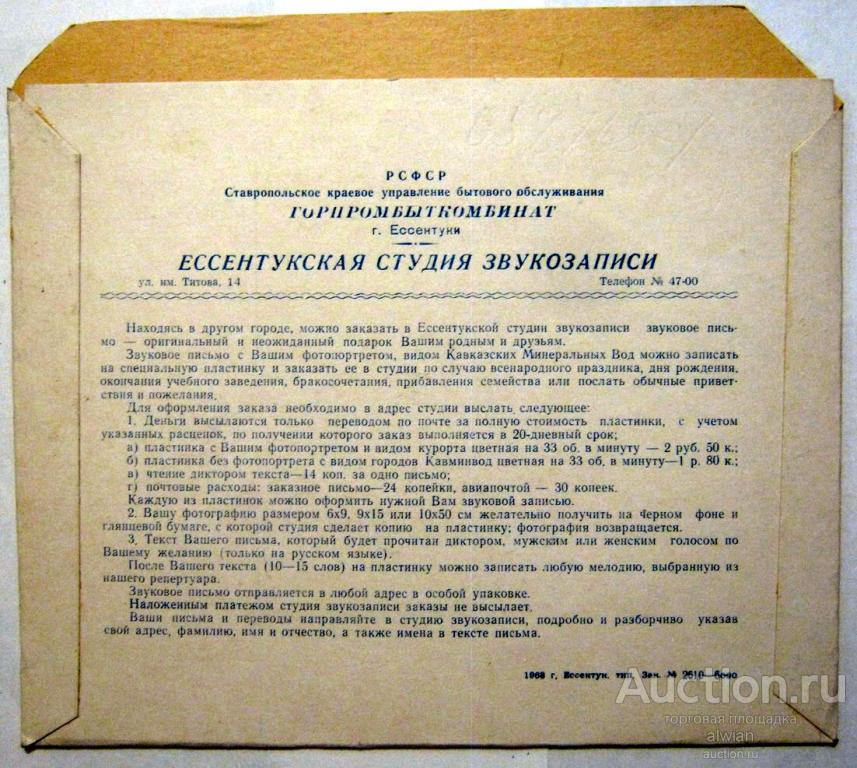 РСФСР
Ставропольское краевое управление бытового обслуживания
ГОРПРОМБЫТКОМБИНАТ
г. Ессентуки
ЕССЕНТУКСКАЯ СТУДИЯ ЗВУКОЗАПИСИ
ул. им. Титова, 14 Телефон № 47-00
Находясь в другом городе, можно заказать в Ессентукской студии звукозаписи звуковое пись-
мо — оригинальный и неожиданный подарок Вашим родным и друзьям.
Звуковое письмо с Вашим фотопортретом, видом Кавказских Минеральных Вод можно записать
на специальную пластинку и заказать ее в студии по случаю всенародного праздника, дня рождения,
окончания учебного заведения, бракосочетания, прибавления семейства или послать обычные привет-
ствия и пожелания.
Для оформления заказа необходимо в адрес студии выслать следующее:
1. Деньги высылаются только переводом по почте за полную стоимость пластинки, с учетом
указанных расценок, по получении которого заказ выполняется в 20-дневный срок;
а) пластинка с Вашим фотопортретом и видом курорта цветная на 33 об. в минуту — 2 руб. 50 к.;
б) пластинка без фотопортрета с видом городов Кавминвод цветная на 33 об. в минуту—1 р. 80 к.;
в) чтение диктором текста—14 коп. за одно письмо;
г) почтовые расходы: заказное письмо—24 копейки, авиапочтой — 30 копеек.
Каждую из пластинок можно оформить нужной Вам звуковой записью.
2. Вашу фотографию размером 6х9, 9х15 или 10х50 см желательно получить на Черном фоне и
глянцевой бумаге, с которой студия сделает копию на пластинку; фотография возвращается.
3. Текст Вашего письма, который будет прочитан диктором, мужским или женским голосом по
Вашему желанию (только на русском языке).
После Вашего текста (10—15 слов) на пластинку можно записать любую мелодию, выбранную из
нашего репертуара.
Звуковое письмо отправляется в любой адрес в особой упаковке.
Наложенным платежом студия звукозаписи заказы не высылает.
Ваши письма и переводы направляйте в студию звукозаписи, подробно и разборчиво указав
свой адрес, фамилию, имя и отчество, а также имена в тексте письма.
1968 г. Ессентук. тип. Зак. № 2610—5000
Auction.ru
торговая площадка
alwian
auction.ru